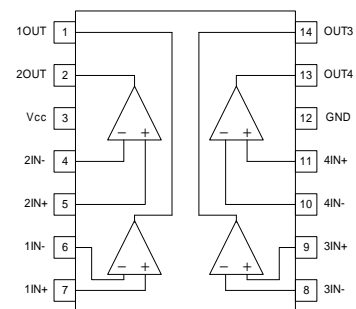 1OUT 1 14 OUT3
2OUT 2 13 OUT4
Vcc 3 12 GND
2IN- 4 − + − + 11 4IN+
2IN+ 5 10 4IN-
1IN- 6 9 3IN+
1IN+ 7 − + − + 8 3IN-